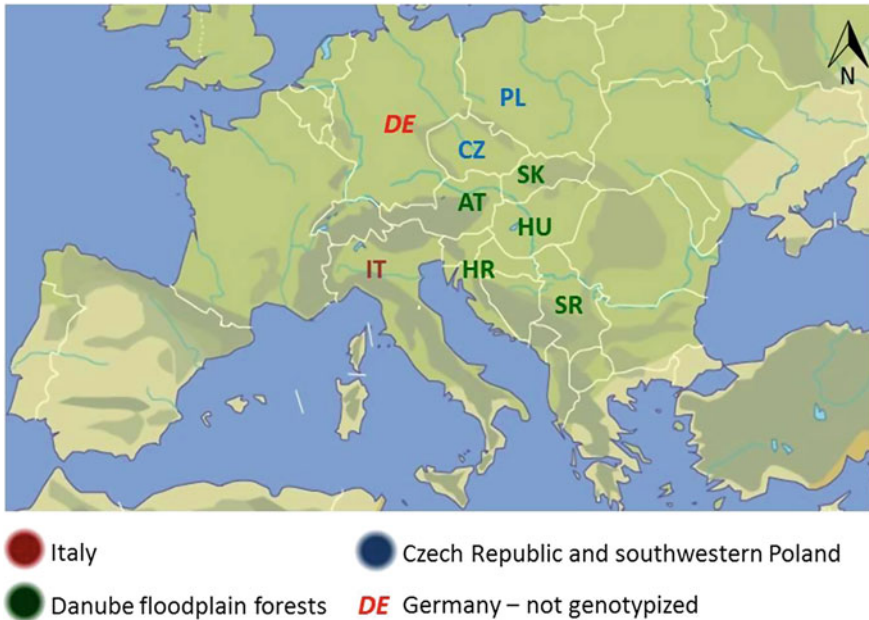 N
PL
DE
CZ
SK
AT
HU
IT
HR
SR
Italy
Czech Republic and southwestern Poland
Danube floodplain forests
DE Germany – not genotypized